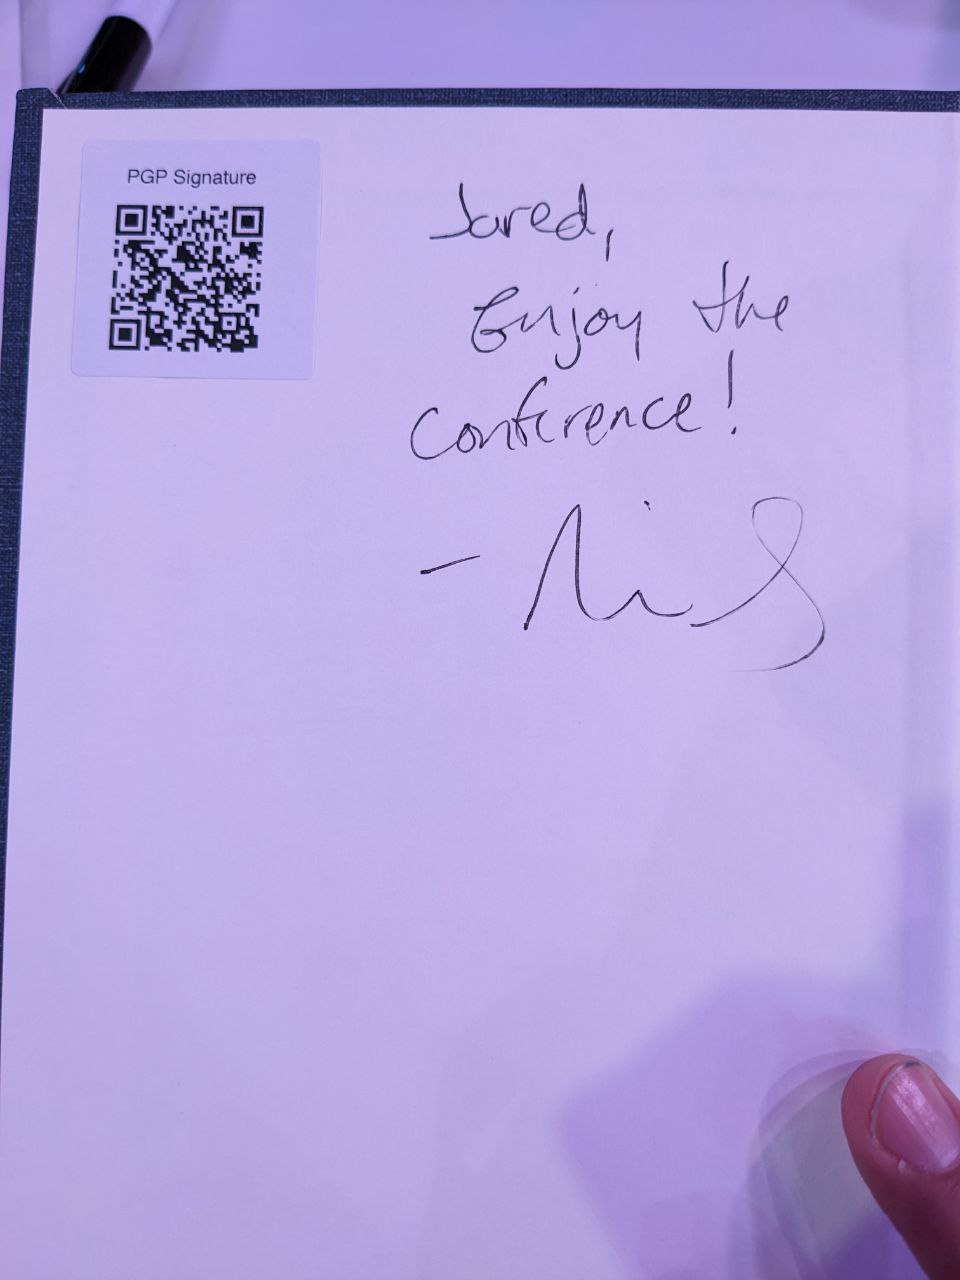 PGP Signature
Jared,
Enjoy the
Conference!